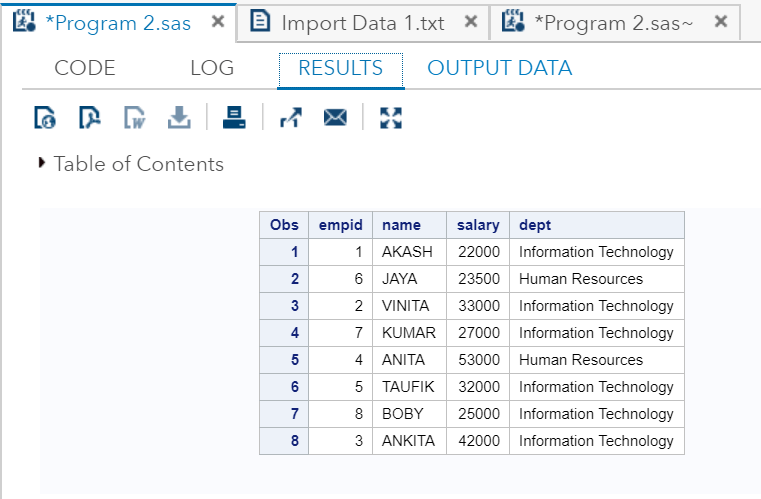 *Program 2.sas × Import Data 1.txt × *Program 2.sas~ ×
CODE LOG RESULTS OUTPUT DATA
Table of Contents
Obs empid name salary dept
1 1 AKASH 22000 Information Technology
2 6 JAYA 23500 Human Resources
3 2 VINITA 33000 Information Technology
4 7 KUMAR 27000 Information Technology
5 4 ANITA 53000 Human Resources
6 5 TAUFIK 32000 Information Technology
7 8 BOBY 25000 Information Technology
8 3 ANKITA 42000 Information Technology